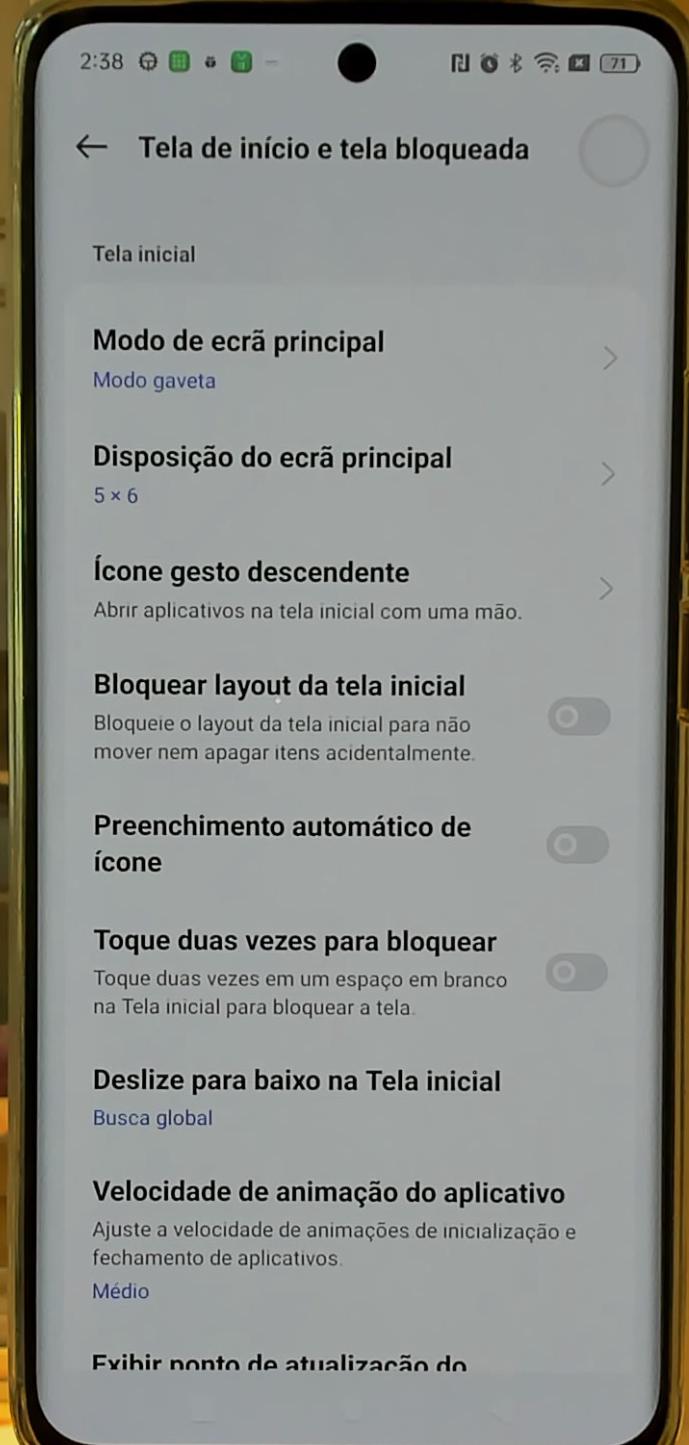 2:38
71
Tela de início e tela bloqueada
Tela inicial
Modo de ecrã principal
Modo gaveta
Disposição do ecrã principal
5 × 6
Ícone gesto descendente
Abrir aplicativos na tela inicial com uma mão.
Bloquear layout da tela inicial
Bloqueie o layout da tela inicial para não
mover nem apagar itens acidentalmente.
Preenchimento automático de
ícone
Toque duas vezes para bloquear
Toque duas vezes em um espaço em branco
na Tela inicial para bloquear a tela.
Deslize para baixo na Tela inicial
Busca global
Velocidade de animação do aplicativo
Ajuste a velocidade de animações de inicialização e
fechamento de aplicativos.
Médio
Exibir ponto de atualização do